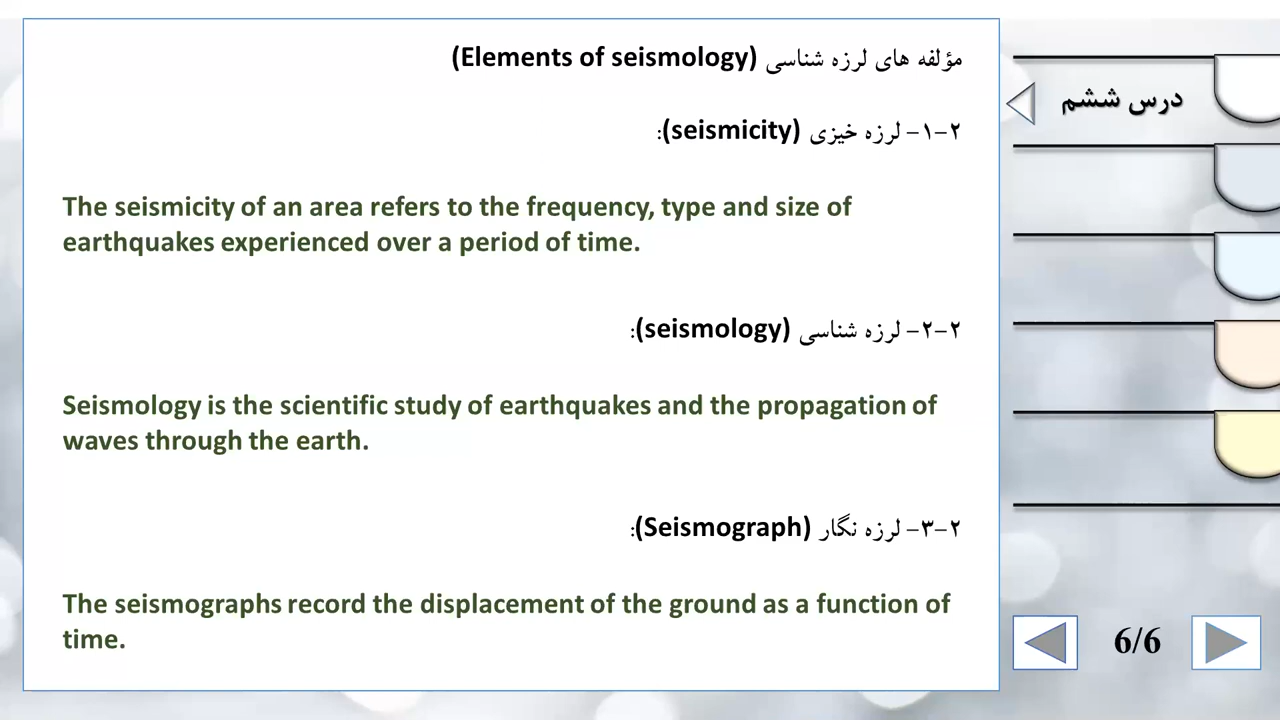 مؤلفه های لرزه شناسی (Elements of seismology)
۲-۱- لرزه خیزی (seismicity):
The seismicity of an area refers to the frequency, type and size of
earthquakes experienced over a period of time.
۲-۲- لرزه شناسی (seismology):
Seismology is the scientific study of earthquakes and the propagation of
waves through the earth.
۲-۳- لرزه نگار (Seismograph):
The seismographs record the displacement of the ground as a function of
time.
درس ششم
6/6